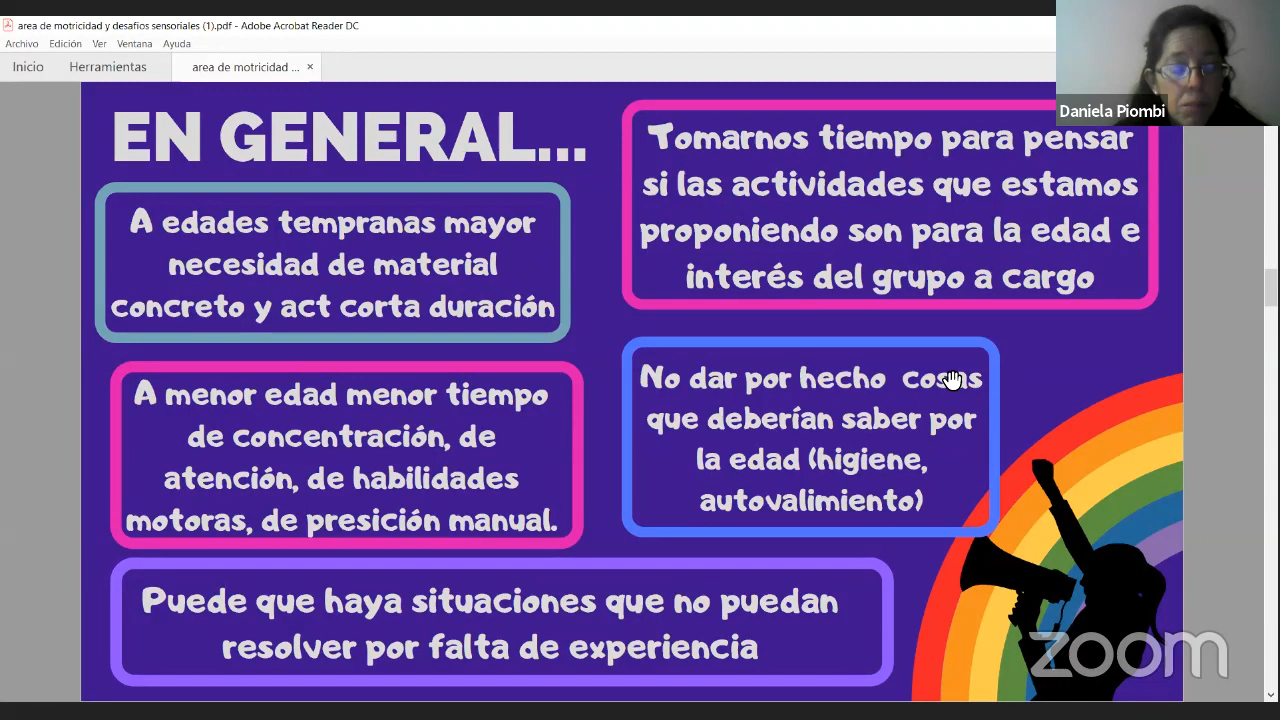 area de motricidad y desafios sensoriales (1).pdf - Adobe Acrobat Reader DC
Archivo Edición Ver Ventana Ayuda
Inicio Herramientas area de motricidad ... ×
Daniela Piombi
EN GENERAL...
A edades tempranas mayor
necesidad de material
concreto y act corta duración
A menor edad menor tiempo
de concentración, de
atención, de habilidades
motoras, de presición manual.
Tomarnos tiempo para pensar
si las actividades que estamos
proponiendo son para la edad e
interés del grupo a cargo
No dar por hecho cosas
que deberían saber por
la edad (higiene,
autovalimiento)
Puede que haya situaciones que no puedan
resolver por falta de experiencia
zoom